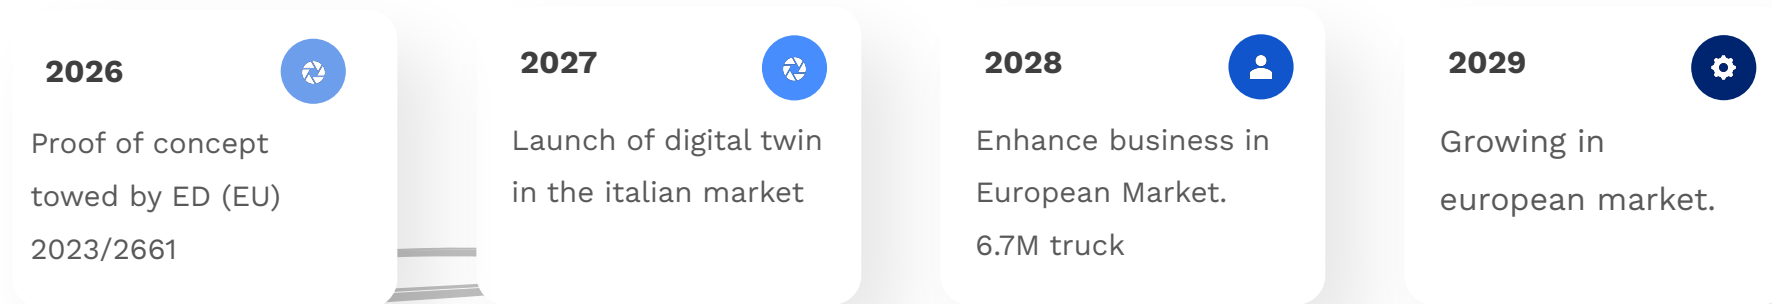 2026
Proof of concept
towed by ED (EU)
2023/2661
2027
Launch of digital twin
in the italian market
2028
Enhance business in
European Market.
6.7M truck
2029
Growing in
european market.